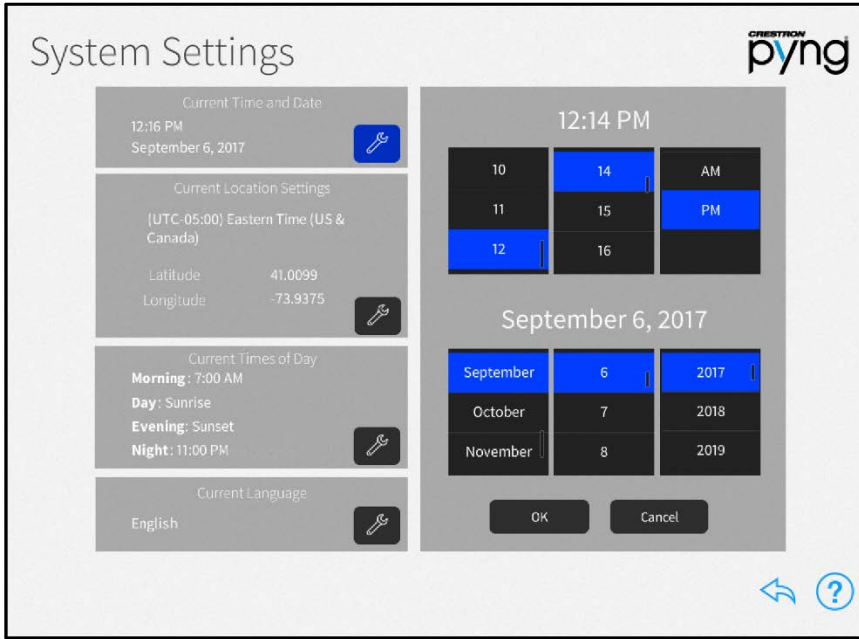 System Settings
CRESTRON
pyng
Current Time and Date
12:16 PM
September 6, 2017
Current Location Settings
(UTC-05:00) Eastern Time (US &
Canada)
Latitude 41.0099
Longitude -73.9375
Current Times of Day
Morning: 7:00 AM
Day: Sunrise
Evening: Sunset
Night: 11:00 PM
Current Language
English
12:14 PM
10 14 AM
11 15 PM
12 16
September 6, 2017
September 6 2017
October 7 2018
November 8 2019
OK Cancel
?